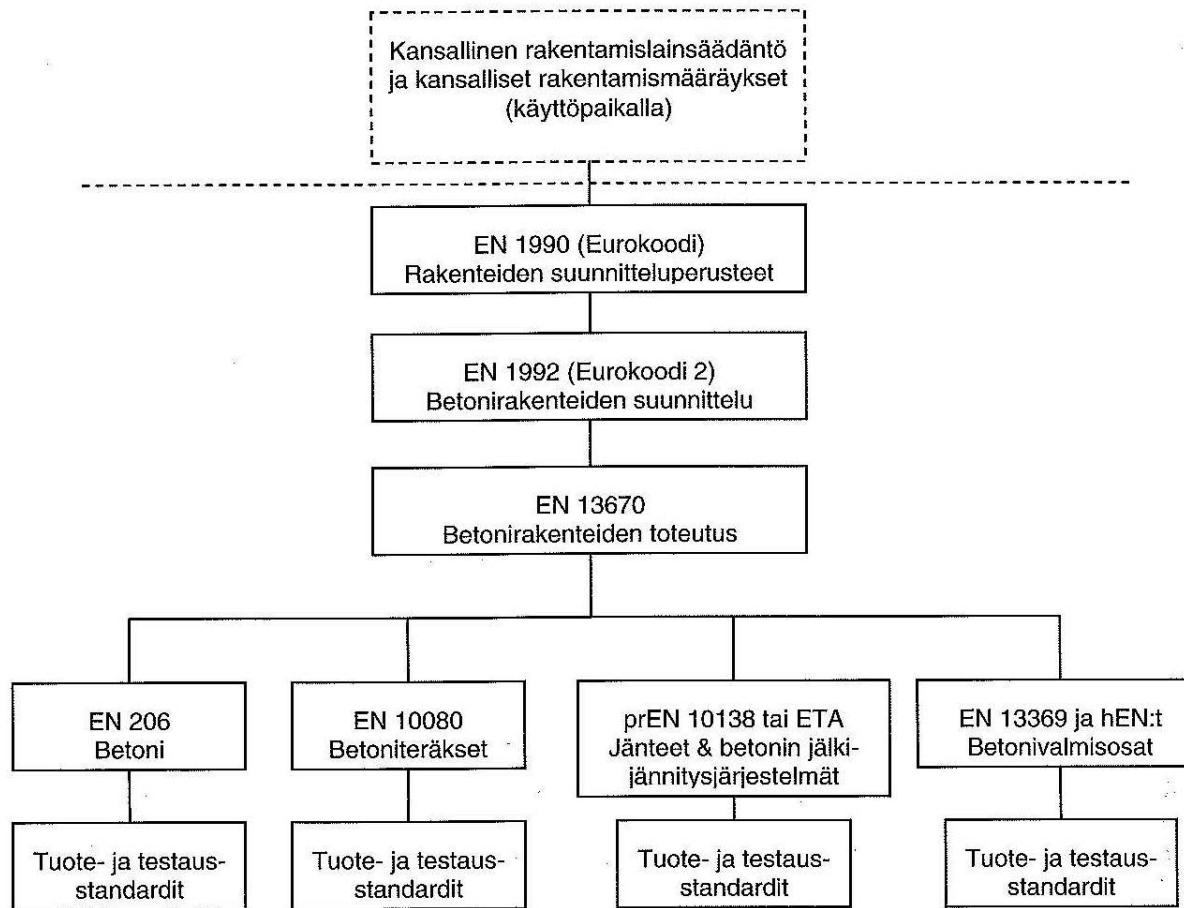 Kansallinen rakentamislainsäädäntö
ja kansalliset rakentamismääräykset
(käyttöpaikalla)
EN 1990 (Eurokoodi)
Rakenteiden suunnitteluperusteet
EN 1992 (Eurokoodi 2)
Betonirakenteiden suunnittelu
EN 13670
Betonirakenteiden toteutus
EN 206
Betoni
EN 10080
Betoniteräkset
prEN 10138 tai ETA
Jänteet & betonin jälki-
jännitysjärjestelmät
EN 13369 ja hEN:t
Betonivalmisosat
Tuote- ja testaus-
standardit
Tuote- ja testaus-
standardit
Tuote- ja testaus-
standardit
Tuote- ja testaus-
standardit